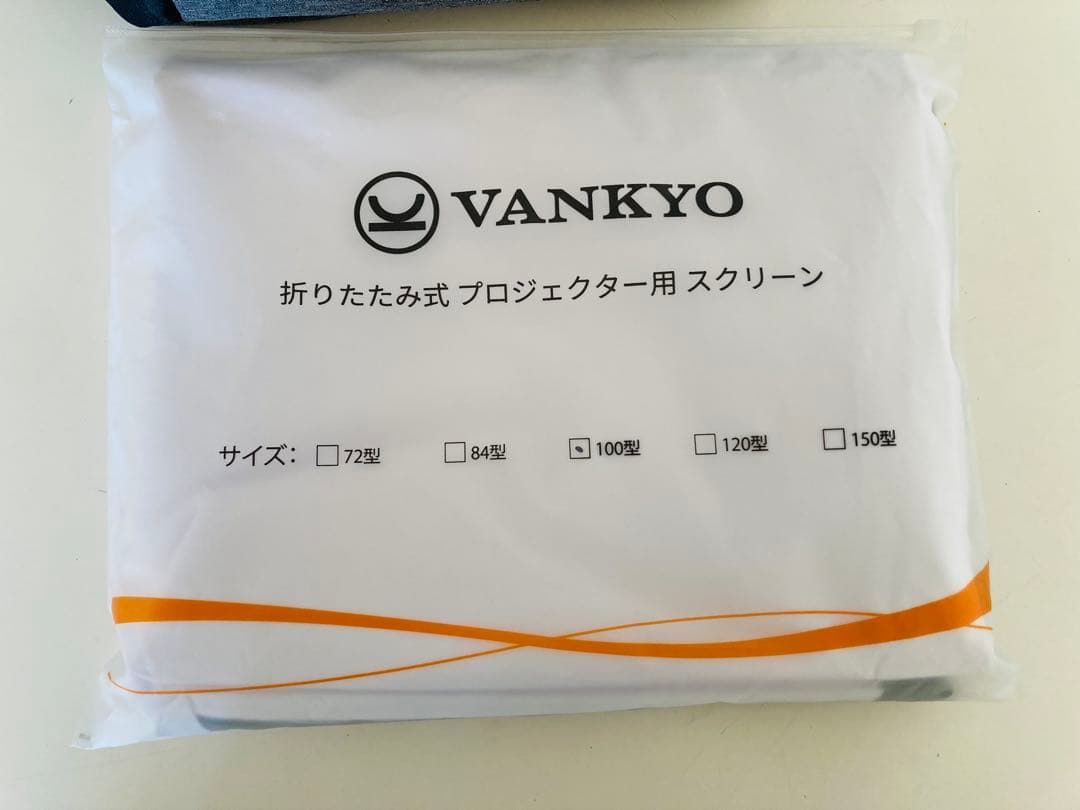 VANKYO
折りたたみ式 プロジェクター用 スクリーン
サイズ: 72型 84型 100型 120型 150型